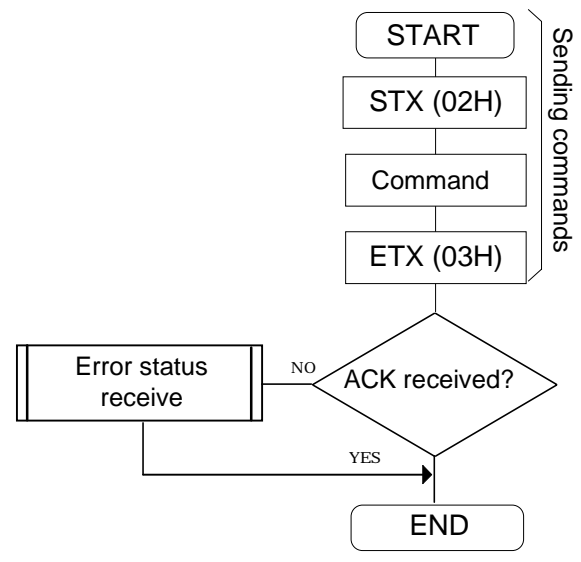 START
STX (02H)
Command
ETX (03H)
Sending commands
ACK received?
NO
Error status
receive
YES
END